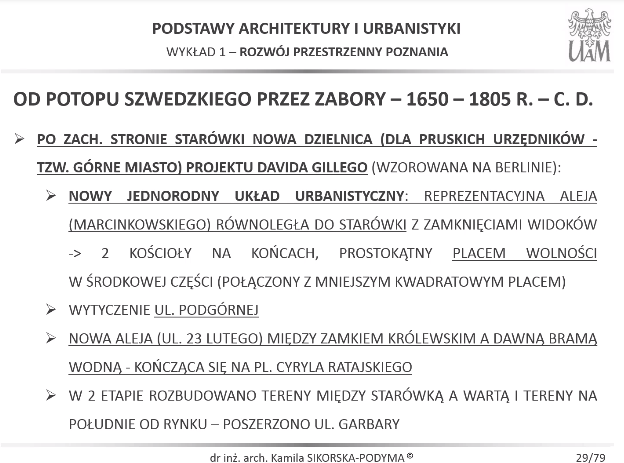 PODSTAWY ARCHITEKTURY I URBANISTYKI
WYKŁAD 1 – ROZWÓJ PRZESTRZENNY POZNANIA
UAM
OD POTOPU SZWEDZKIEGO PRZEZ ZABORY – 1650 – 1805 R. – C. D.
➢ PO ZACH. STRONIE STARÓWKI NOWA DZIELNICA (DLA PRUSKICH URZĘDNIKÓW -
TZW. GÓRNE MIASTO) PROJEKTU DAVIDA GILLEGO (WZOROWANA NA BERLINIE):
➢ NOWY JEDNORODNY UKŁAD URBANISTYCZNY: REPREZENTACYJNA ALEJA
(MARCINKOWSKIEGO) RÓWNOLEGŁA DO STARÓWKI Z ZAMKNIĘCIAMI WIDOKÓW
-> 2 KOŚCIOŁY NA KOŃCACH, PROSTOKĄTNY PLACEM WOLNOŚCI
W ŚRODKOWEJ CZĘŚCI (POŁĄCZONY Z MNIEJSZYM KWADRATOWYM PLACEM)
➢ WYTYCZENIE UL. PODGÓRNEJ
➢ NOWA ALEJA (UL. 23 LUTEGO) MIĘDZY ZAMKIEM KRÓLEWSKIM A DAWNĄ BRAMĄ
WODNĄ - KOŃCZĄCA SIĘ NA PL. CYRYLA RATAJSKIEGO
➢ W 2 ETAPIE ROZBUDOWANO TERENY MIĘDZY STARÓWKĄ A WARTĄ I TERENY NA
POŁUDNIE OD RYNKU – POSZERZONO UL. GARBARY
dr inż. arch. Kamila SIKORSKA-PODYMA ©
29/79